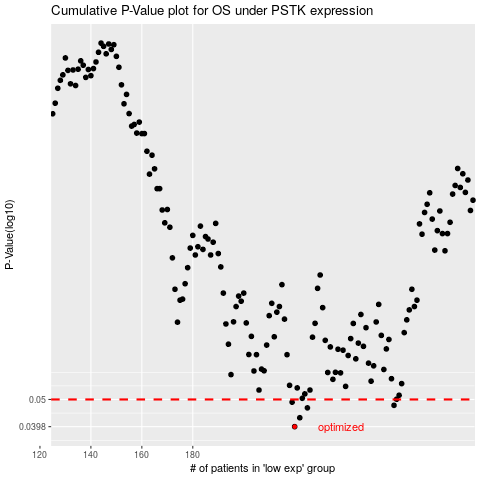 Cumulative P-Value plot for OS under PSTK expression
P-Value(log10)
0.05
0.0398
optimized
120 140 160 180
# of patients in 'low exp' group